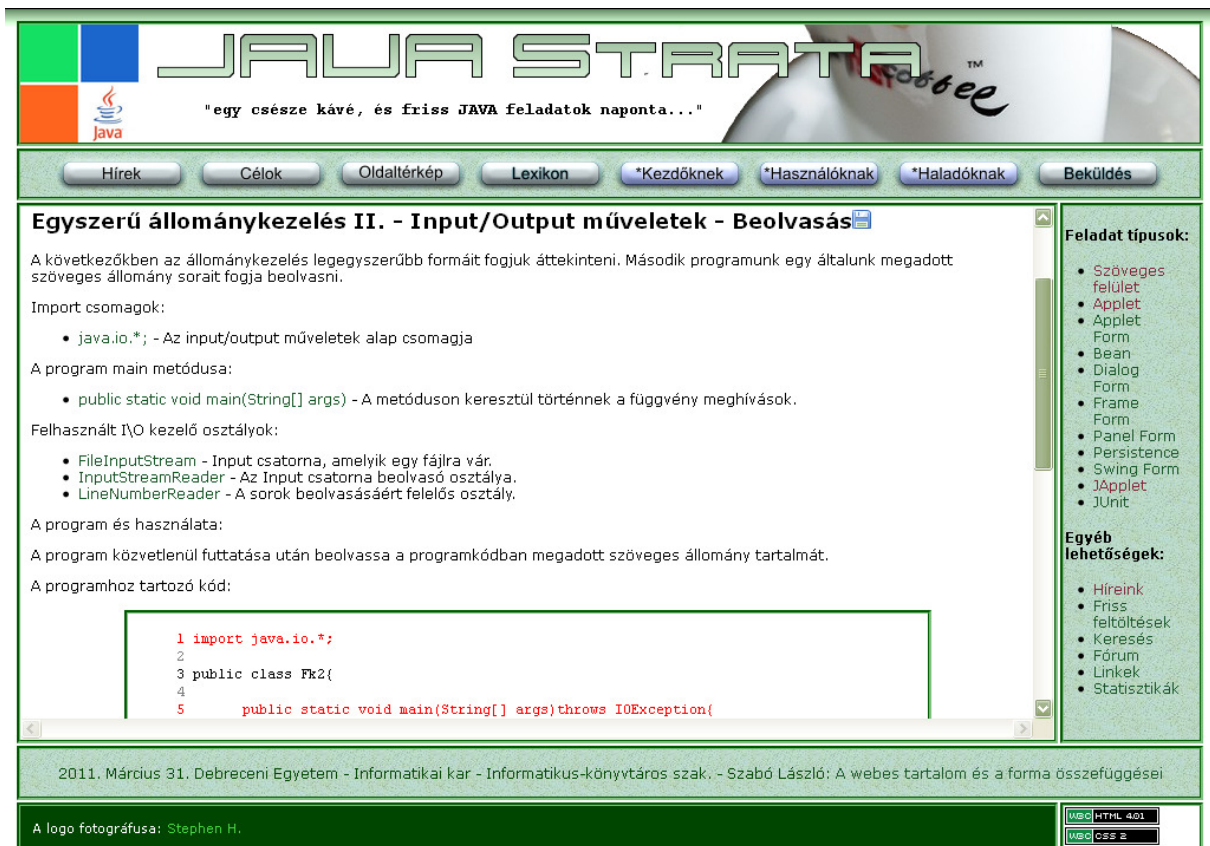 JAVA STRATA
Coffee
TM
Java
"egy csésze kávé, és friss JAVA feladatok naponta..."
Hírek
Célok
Oldaltérkép
Lexikon
*Kezdőknek
*Használóknak
*Haladóknak
Beküldés
Egyszerű állománykezelés II. - Input/Output műveletek - Beolvasás
A következőkben az állománykezelés legegyszerűbb formáit fogjuk áttekinteni. Második programunk egy általunk megadott
szöveges állomány sorait fogja beolvasni.
Import csomagok:
• java.io.*; - Az input/output műveletek alap csomagja
A program main metódusa:
• public static void main(String[] args) - A metóduson keresztül történnek a függvény meghívások.
Felhasznált I\O kezelő osztályok:
• FileInputStream - Input csatorna, amelyik egy fájlra vár.
• InputStreamReader - Az Input csatorna beolvasó osztálya.
• LineNumberReader - A sorok beolvasásáért felelős osztály.
A program és használata:
A program közvetlenül futtatása után beolvassa a programkódban megadott szöveges állomány tartalmát.
A programhoz tartozó kód:
1 import java.io.*;
2
3 public class Fk2{
4
5 public static void main(String[] args)throws IOException{
Feladat típusok:
• Szöveges
felület
• Applet
• Applet
Form
• Bean
• Dialog
Form
• Frame
Form
• Panel Form
• Persistence
• Swing Form
• JApplet
• JUnit
Egyéb
lehetőségek:
• Híreink
• Friss
feltöltések
• Keresés
• Fórum
• Linkek
• Statisztikák
2011. Március 31. Debreceni Egyetem - Informatikai kar - Informatikus-könyvtáros szak. - Szabó László: A webes tartalom és a forma összefüggései
A logo fotográfusa: Stephen H.
W3C HTML 4.01
W3C CSS 2